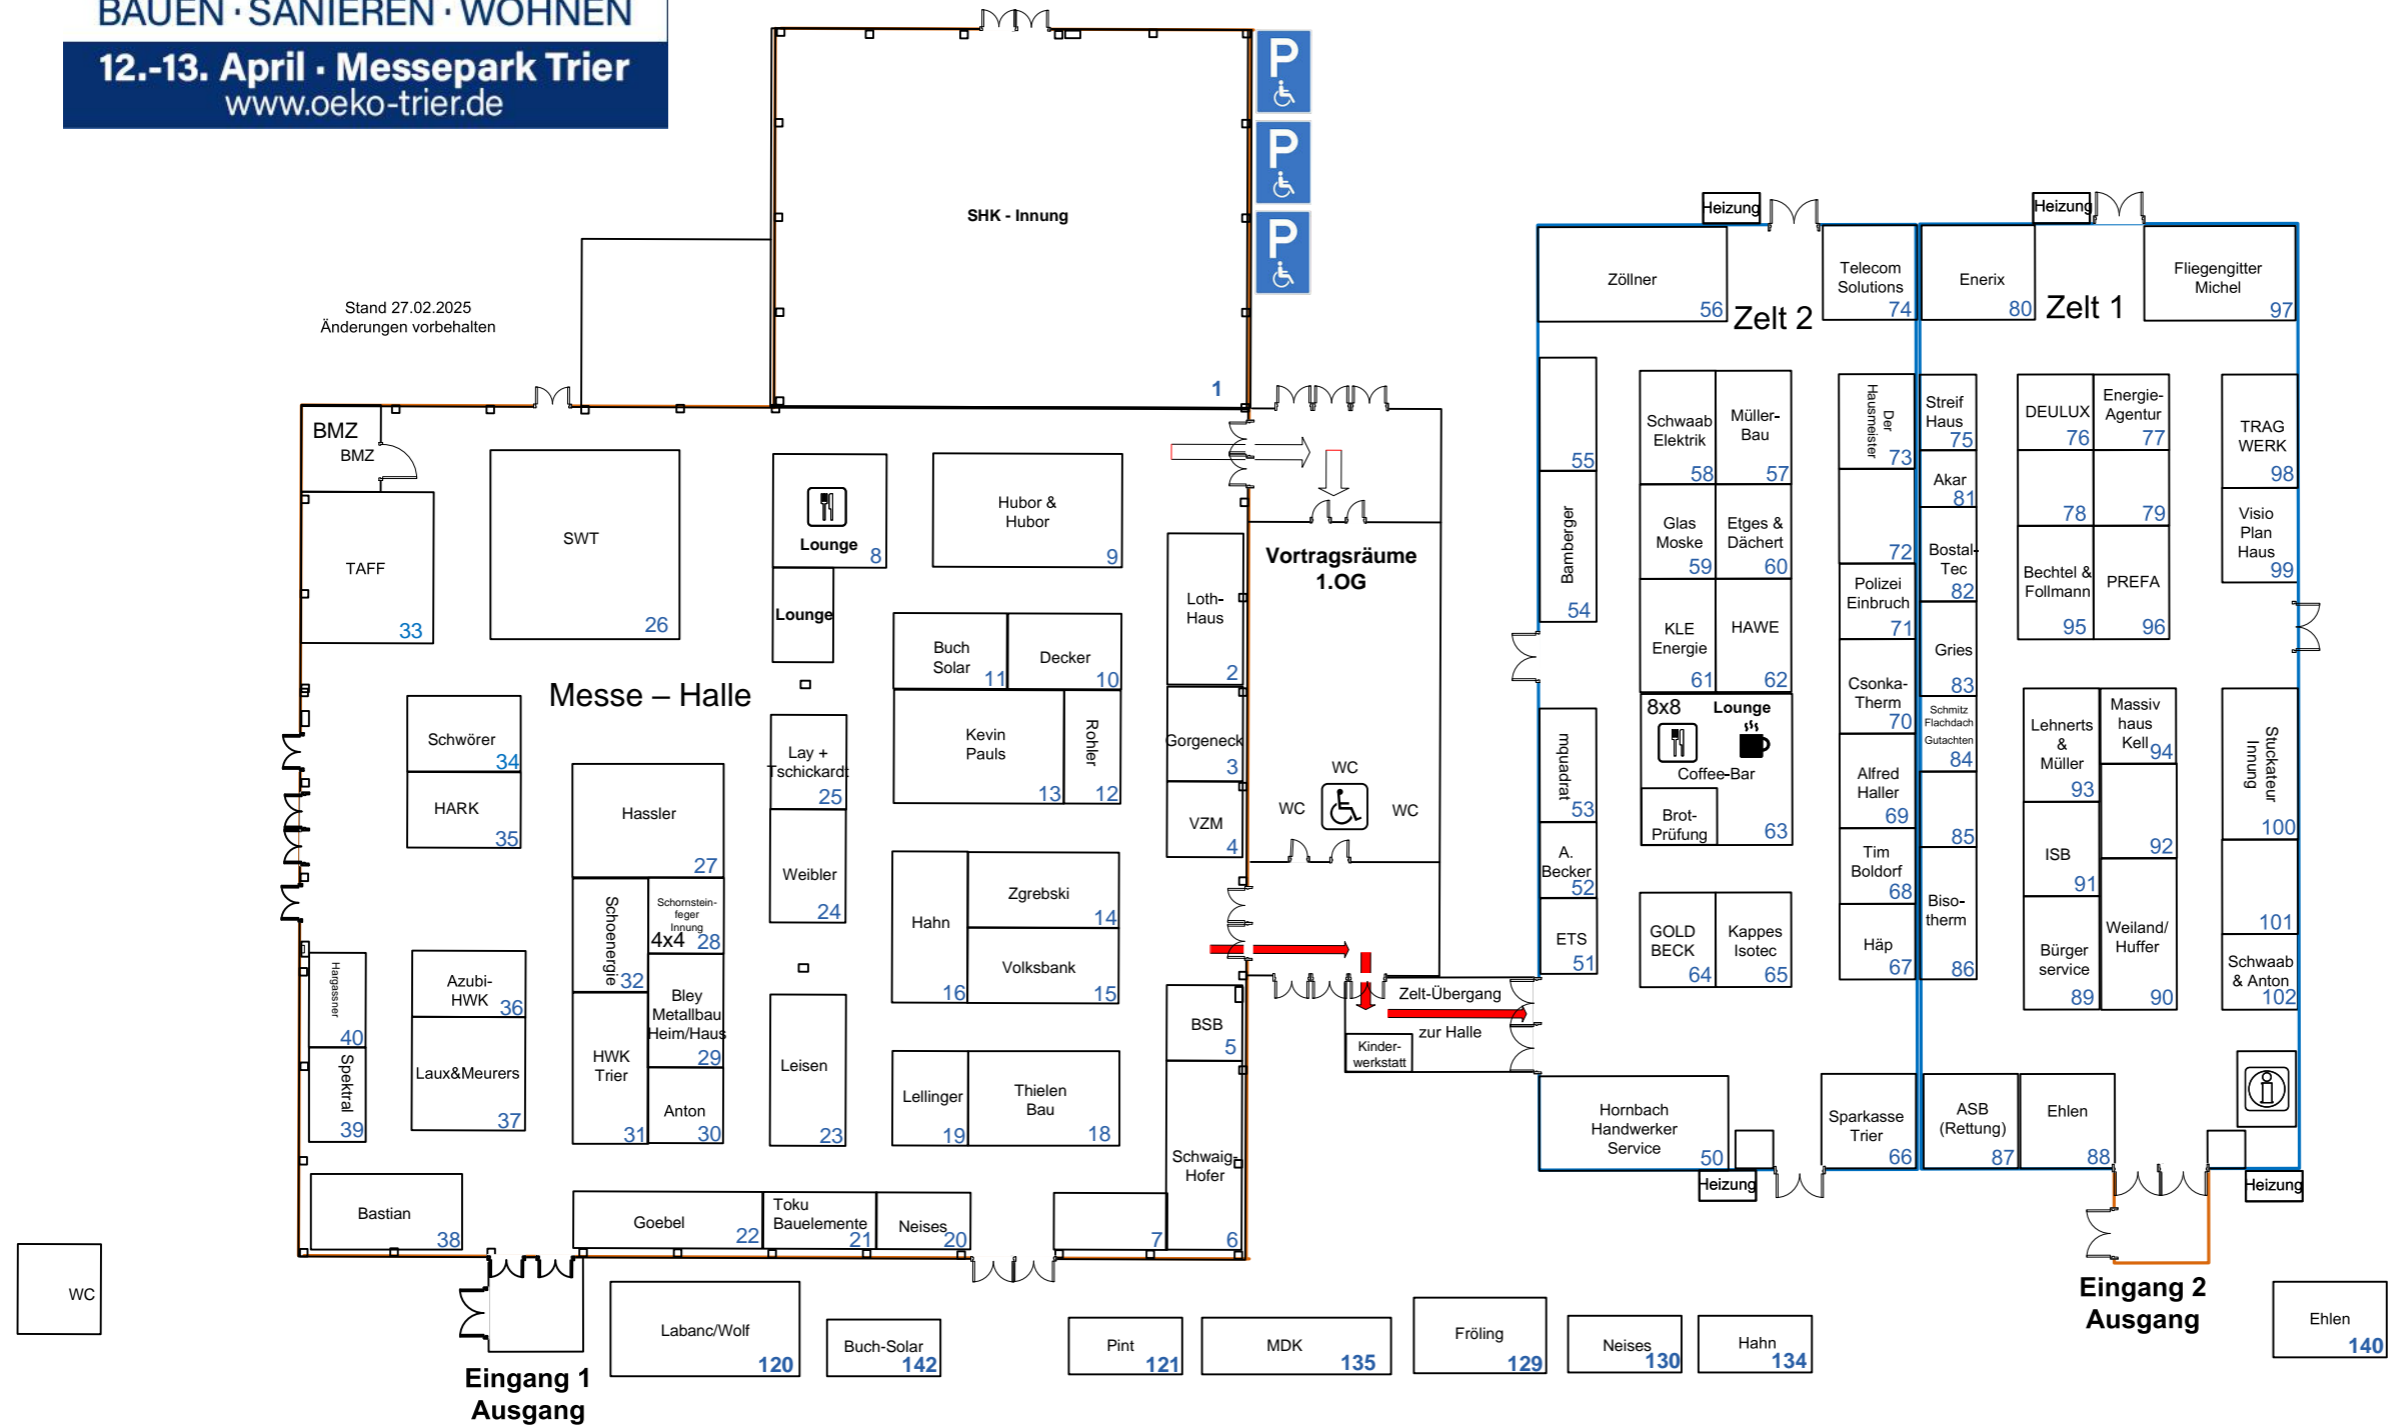 BAUEN · SANIEREN · WOHNEN
12.-13. April · Messepark Trier
www.oeko-trier.de
Stand 27.02.2025
Änderungen vorbehalten
SHK - Innung
1
P
P
P
BMZ
BMZ
TAFF
33
SWT
26
Lounge
8
Lounge
Hubor &
Hubor
9
Loth-
Haus
2
Buch
Solar
11
Decker
10
Messe – Halle
Kevin
Pauls
13
Rohler
12
Gorgeneck
3
VZM
4
Schwörer
34
HARK
35
Lay +
Tschickardt
25
Hassler
27
Weibler
24
Schoenergie
32
Schornstein-
feger
Innung
4x4
28
Hahn
16
Zgrebski
14
Volksbank
15
Hargassner
40
Spektral
39
Azubi-
HWK
36
Laux&Meurers
37
Bley
Metallbau
Heim/Haus
29
HWK
Trier
31
Anton
30
Leisen
23
Lellinger
19
Thielen
Bau
18
BSB
5
Schwaig-
Hofer
6
7
Bastian
38
Goebel
22
Toku
Bauelemente
21
Neises
20
WC
Eingang 1
Ausgang
Labanc/Wolf
120
Buch-Solar
142
Pint
121
MDK
135
Fröling
129
Neises
130
Hahn
134
Ehlen
140
Vortragsräume
1.OG
WC
WC
WC
Zelt-Übergang
zur Halle
Kinder-
werkstatt
Heizung
Zöllner
56
Zelt 2
Telecom
Solutions
74
55
Bamberger
54
Schwaab
Elektrik
58
Müller-
Bau
57
Glas
Moske
59
Etges &
Dächert
60
KLE
Energie
61
HAWE
62
8x8
Lounge
Coffee-Bar
Brot-
Prüfung
63
Der
Hausmeister
73
72
Polizei
Einbruch
71
Csonka-
Therm
70
Alfred
Haller
69
Tim
Boldorf
68
Häp
67
mquadrat
53
A.
Becker
52
ETS
51
GOLD
BECK
64
Kappes
Isotec
65
Hornbach
Handwerker
Service
50
Heizung
Sparkasse
Trier
66
Heizung
Enerix
80
Zelt 1
Fliegengitter
Michel
97
Streif
Haus
75
Akar
81
Bostal-
Tec
82
Gries
83
Schmitz
Flachdach
Gutachten
84
85
Biso-
therm
86
DEULUX
76
Energie-
Agentur
77
78
79
Bechtel &
Follmann
95
PREFA
96
TRAG
WERK
98
Visio
Plan
Haus
99
Lehnerts
&
Müller
93
Massiv
haus
Kell
94
92
ISB
91
Bürger
service
89
Weiland/
Huffer
90
Stuckateur
Innung
100
101
Schwaab
& Anton
102
ASB
(Rettung)
87
Ehlen
88
Heizung
Eingang 2
Ausgang